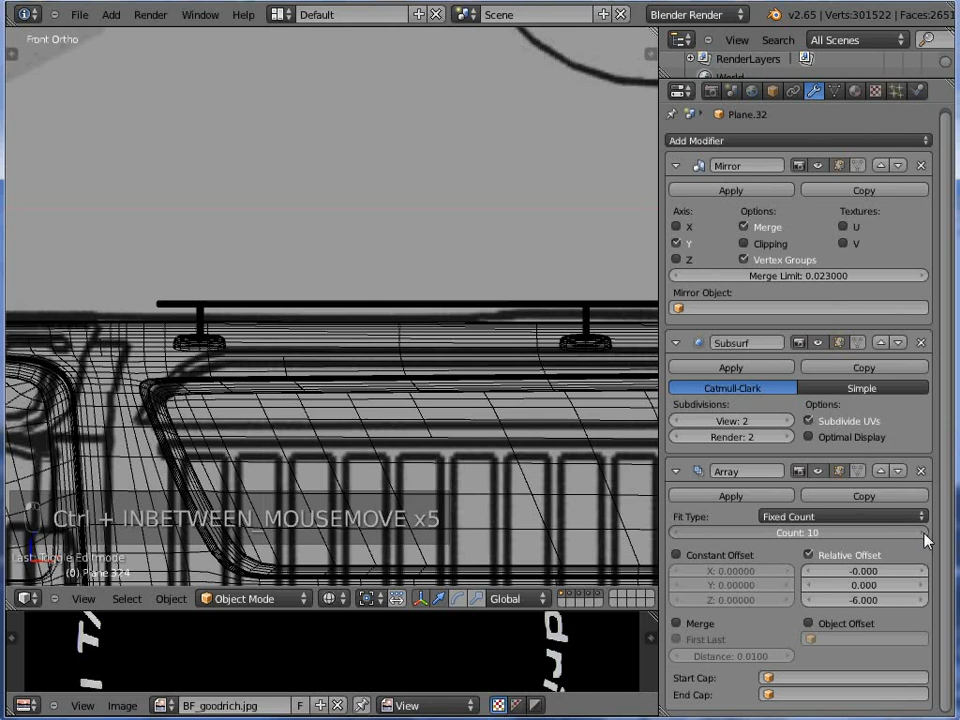 File Add Render Window Help Default Scene Blender Render v2.65 | Verts:301522 | Faces:2651
Front Ortho
View Search All Scenes
RenderLayers
World
Plane.32
Add Modifier
Mirror
Apply Copy
Axis: Options: Textures:
X Merge U
Y Clipping V
Z Vertex Groups
Merge Limit: 0.023000
Mirror Object:
Subsurf
Apply Copy
Catmull-Clark Simple
Subdivisions: Options:
View: 2 Subdivide UVs
Render: 2 Optimal Display
Array
Apply Copy
Fit Type: Fixed Count
Count: 10
Constant Offset Relative Offset
X: 0.00000 -0.000
Y: 0.00000 0.000
Z: 0.00000 -6.000
Merge Object Offset
First Last
Distance: 0.0100
Start Cap:
End Cap:
Ctrl + INBETWEEN_MOUSEMOVE x5
Last: Toggle Editmode
(0) Plane.324
View Select Object Object Mode Global
View Image BF_goodrich.jpg F View